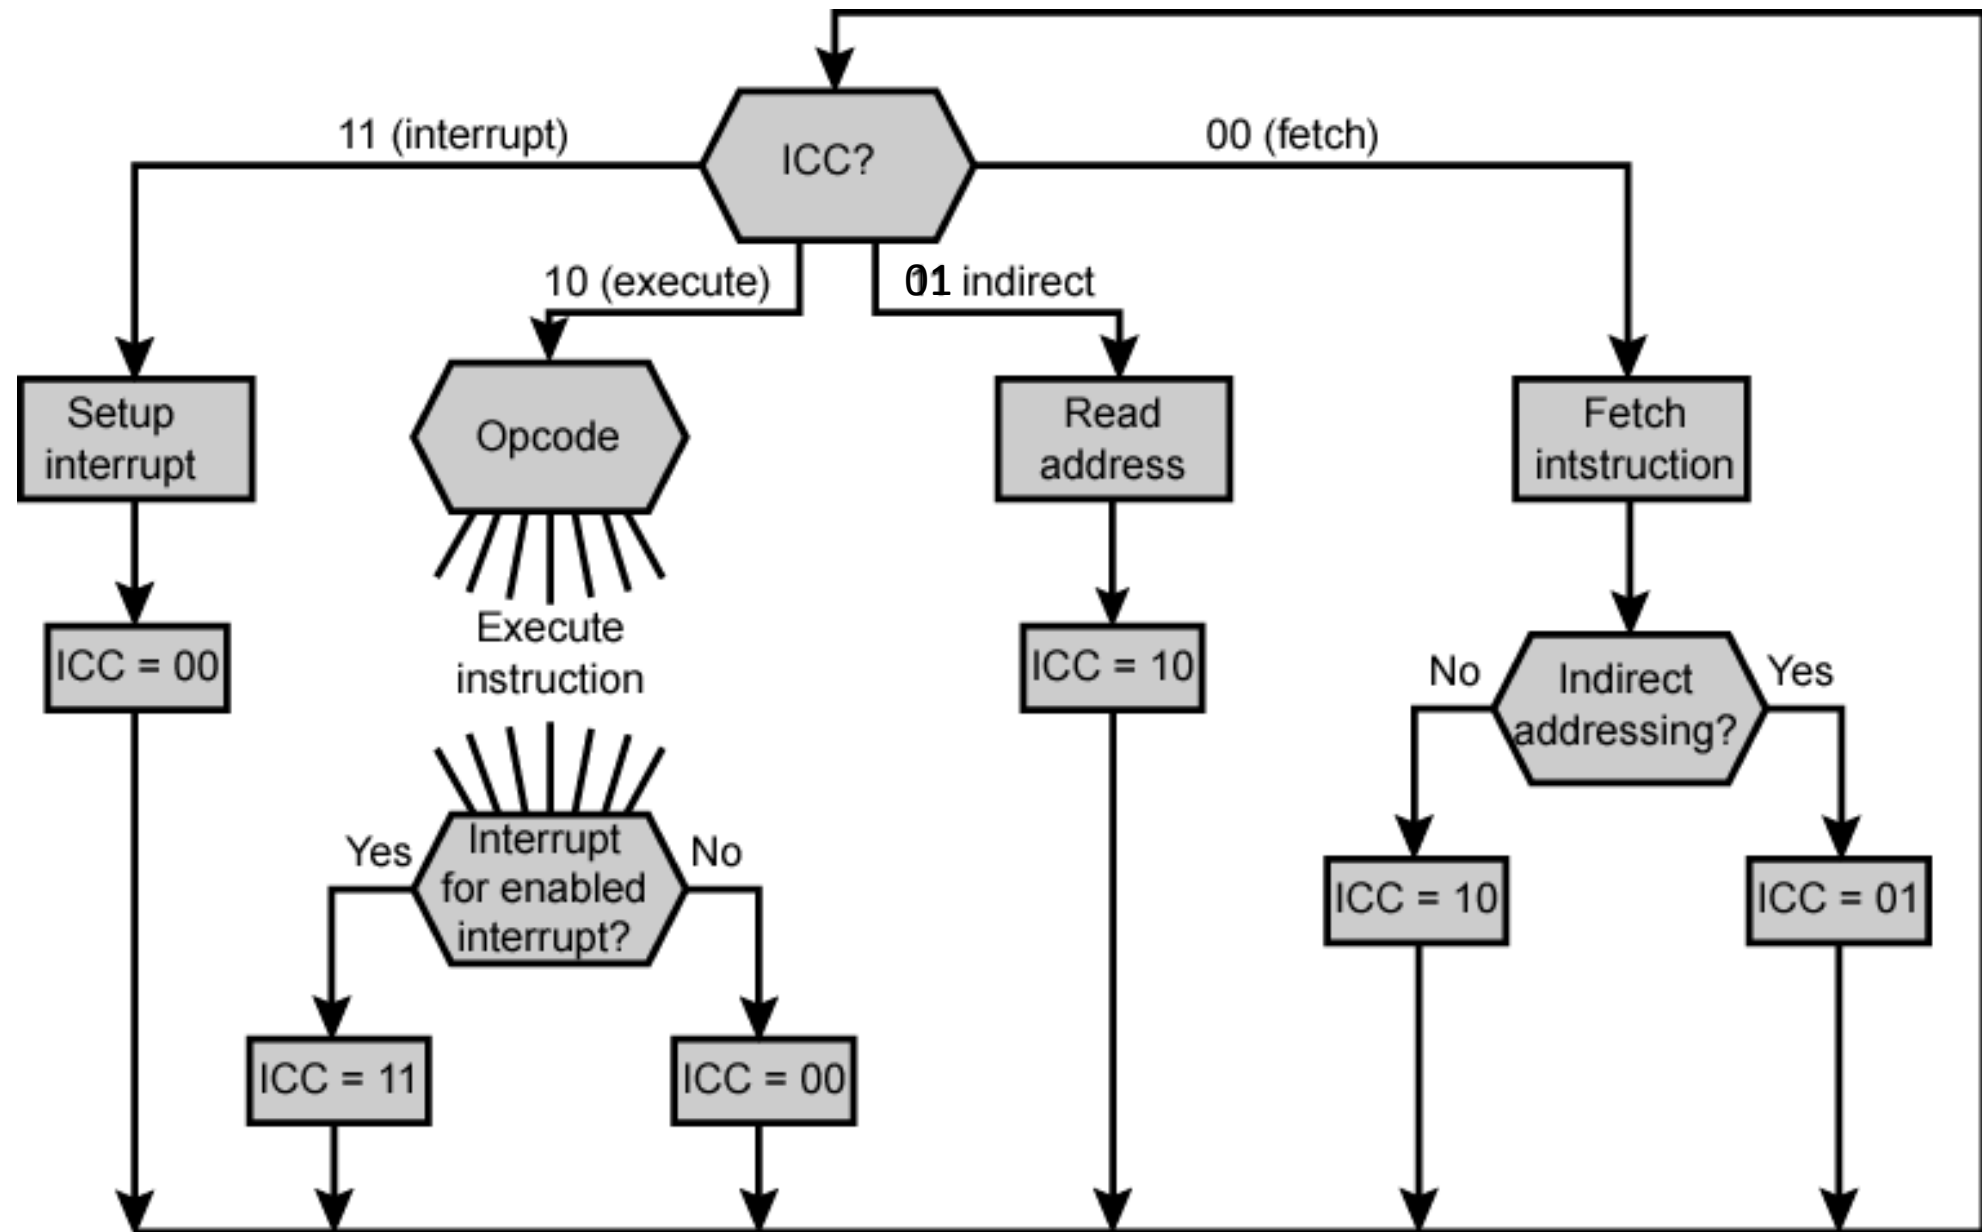 ICC?
11 (interrupt)
00 (fetch)
10 (execute)
01 indirect
Setup
interrupt
Opcode
Read
address
Fetch
intstruction
ICC = 00
Execute
instruction
ICC = 10
No
Indirect
addressing?
Yes
Yes
Interrupt
for enabled
interrupt?
No
ICC = 10
ICC = 01
ICC = 11
ICC = 00